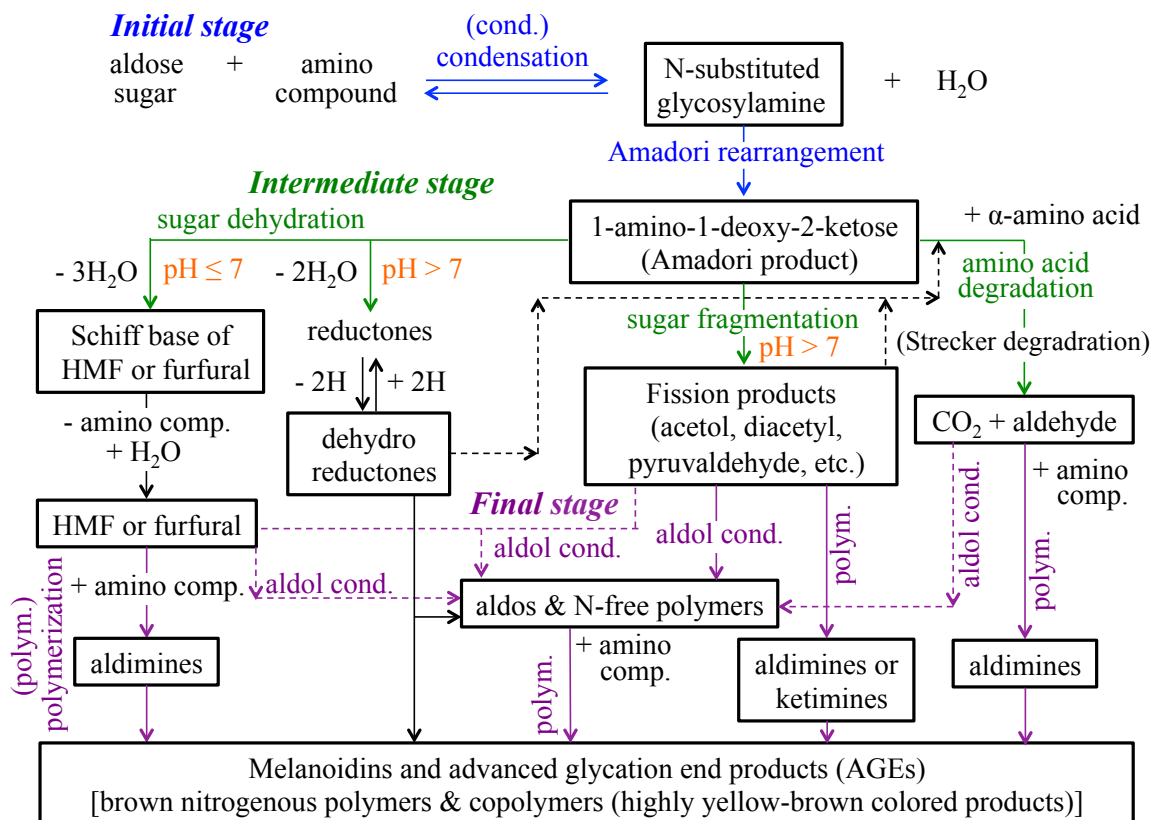 Initial stage
(cond.)
condensation
aldose
sugar
+
amino
compound
N-substituted
glycosylamine
+
H₂O
Amadori rearrangement
Intermediate stage
sugar dehydration
1-amino-1-deoxy-2-ketose
(Amadori product)
+ α-amino acid
- 3H₂O
pH ≤ 7
- 2H₂O
pH > 7
amino acid
degradation
Schiff base of
HMF or furfural
reductones
sugar fragmentation
pH > 7
(Strecker degradation)
- 2H
+ 2H
Fission products
(acetol, diacetyl,
pyruvaldehyde, etc.)
CO₂ + aldehyde
- amino comp.
+ H₂O
dehydro
reductones
+ amino
comp.
Final stage
HMF or furfural
aldol cond.
aldol cond.
polym.
aldol cond.
polym.
(polym.)
polymerization
+ amino comp.
aldol cond.
aldos & N-free polymers
aldimines
polym.
+ amino
comp.
aldimines or
ketimines
aldimines
Melanoidins and advanced glycation end products (AGEs)
[brown nitrogenous polymers & copolymers (highly yellow-brown colored products)]